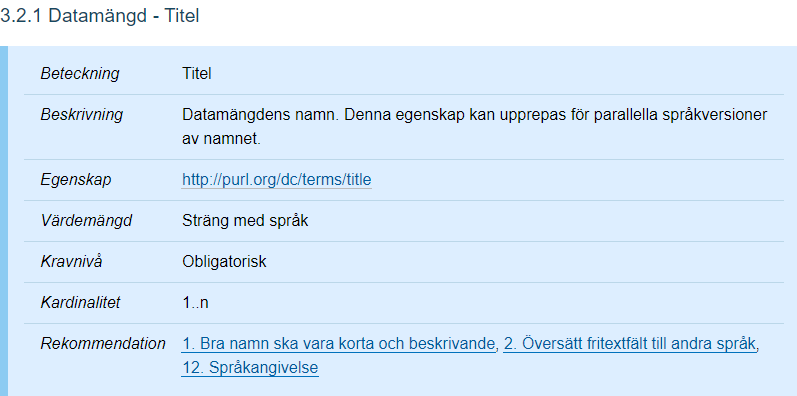 3.2.1 Datamängd - Titel
Beteckning Titel
Beskrivning Datamängdens namn. Denna egenskap kan upprepas för parallella språkversioner
av namnet.
Egenskap http://purl.org/dc/terms/title
Värdemängd Sträng med språk
Kravnivå Obligatorisk
Kardinalitet 1..n
Rekommendation 1. Bra namn ska vara korta och beskrivande, 2. Översätt fritextfält till andra språk,
12. Språkangivelse